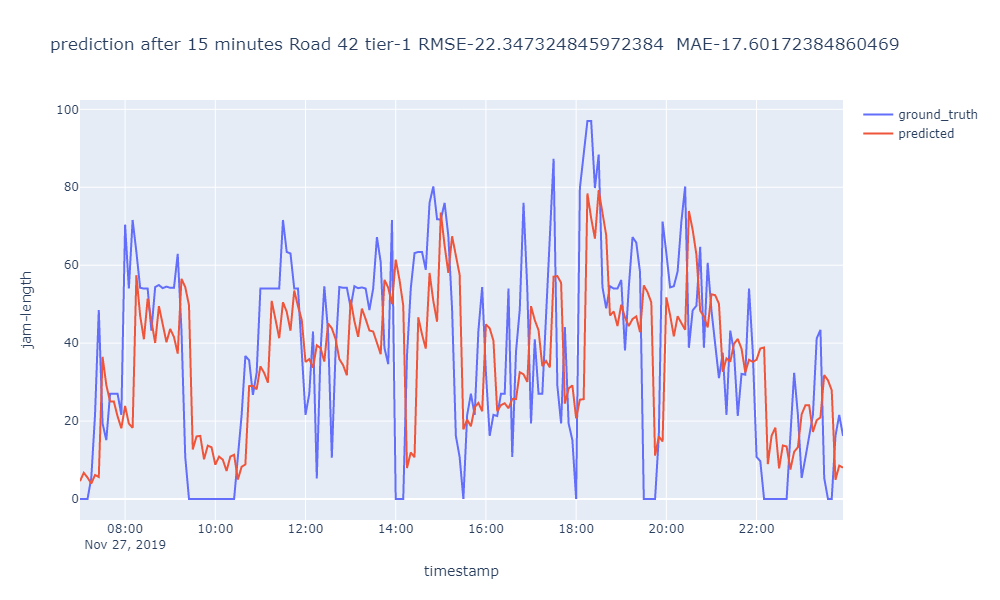 prediction after 15 minutes Road 42 tier-1 RMSE-22.347324845972384  MAE-17.60172384860469
ground_truth
predicted
jam-length
100
80
60
40
20
0
08:00 10:00 12:00 14:00 16:00 18:00 20:00 22:00
Nov 27, 2019
timestamp